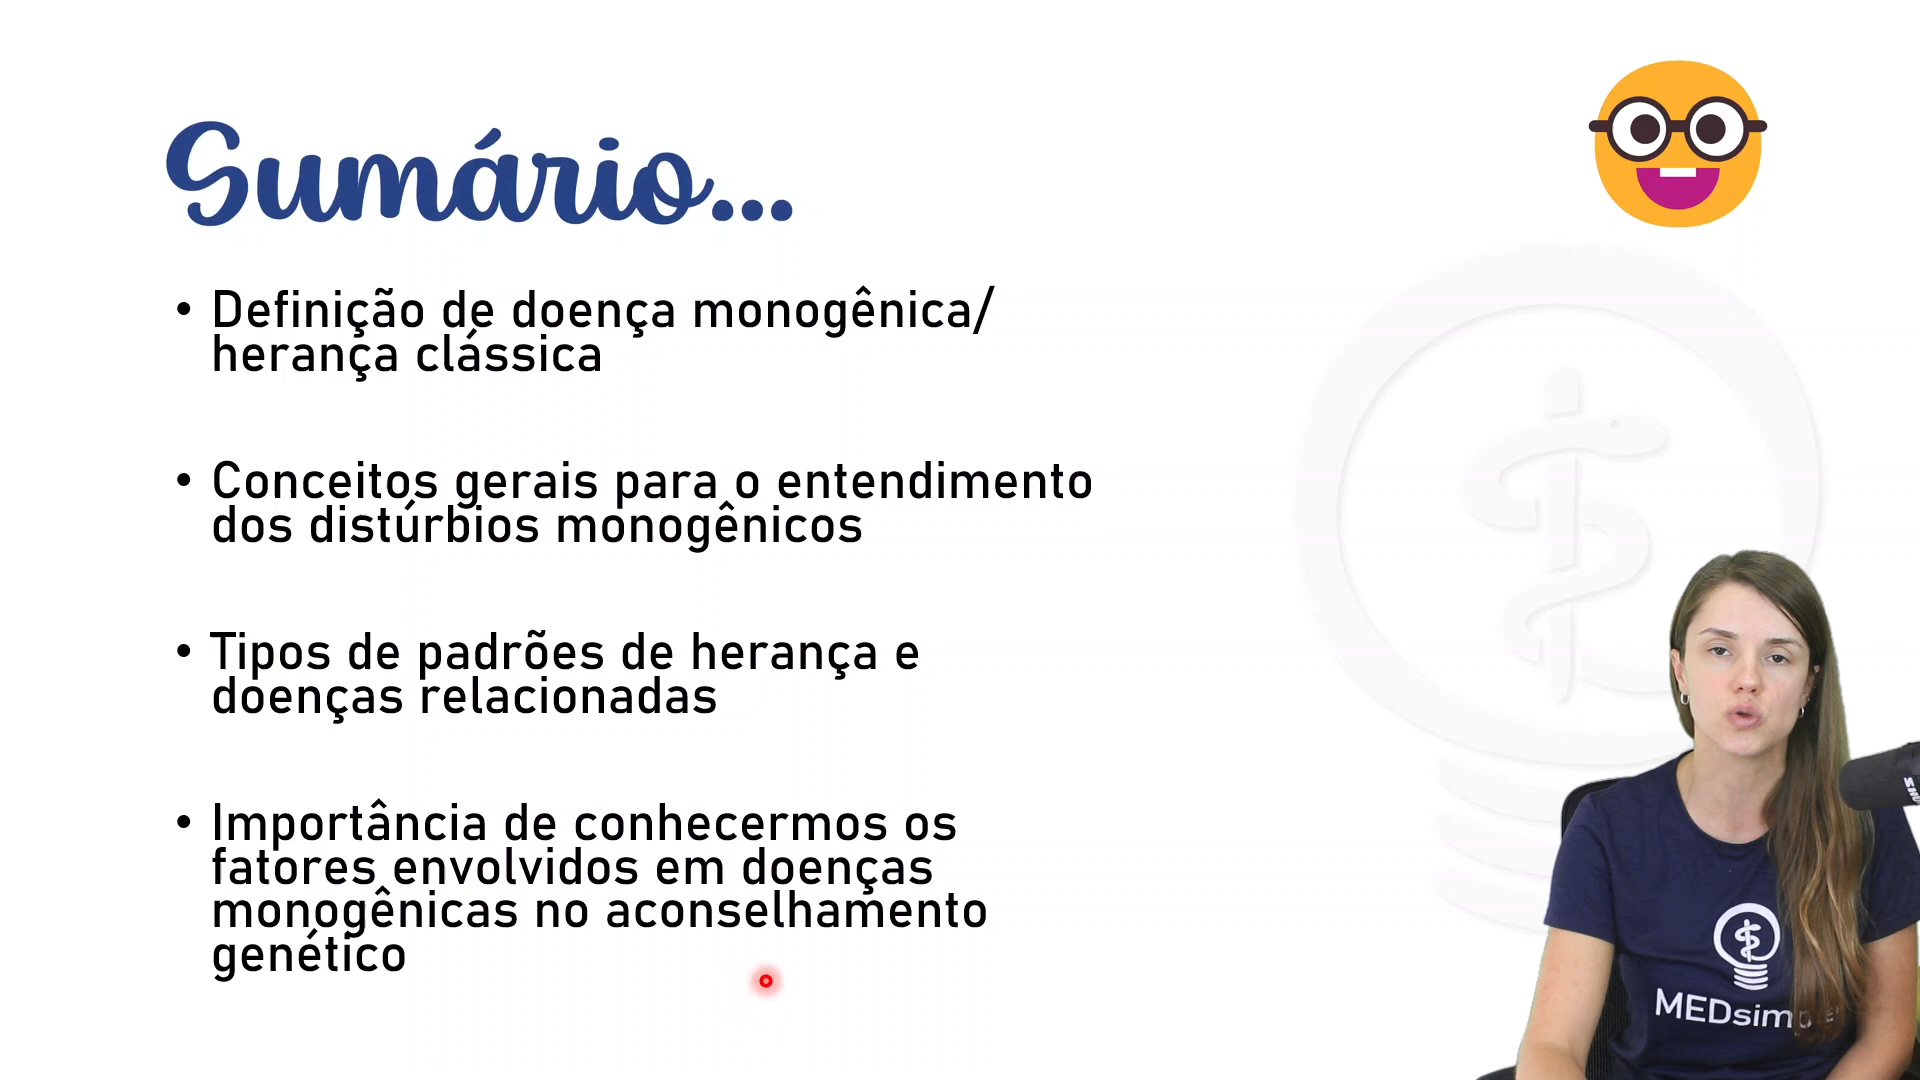 Sumário...
• Definição de doença monogênica/
herança clássica
• Conceitos gerais para o entendimento
dos distúrbios monogênicos
• Tipos de padrões de herança e
doenças relacionadas
• Importância de conhecermos os
fatores envolvidos em doenças
monogênicas no aconselhamento
genético